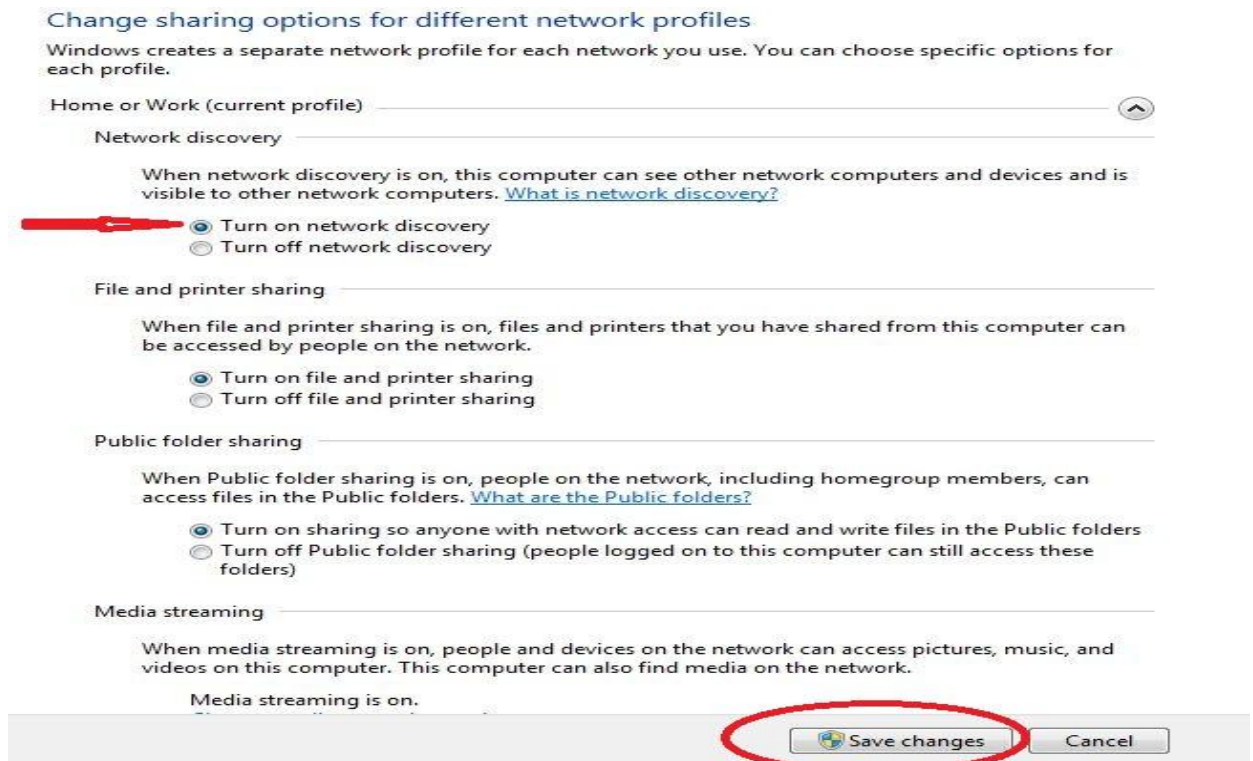 Change sharing options for different network profiles
Windows creates a separate network profile for each network you use. You can choose specific options for
each profile.
Home or Work (current profile)
Network discovery
When network discovery is on, this computer can see other network computers and devices and is
visible to other network computers. What is network discovery?
Turn on network discovery
Turn off network discovery
File and printer sharing
When file and printer sharing is on, files and printers that you have shared from this computer can
be accessed by people on the network.
Turn on file and printer sharing
Turn off file and printer sharing
Public folder sharing
When Public folder sharing is on, people on the network, including homegroup members, can
access files in the Public folders. What are the Public folders?
Turn on sharing so anyone with network access can read and write files in the Public folders
Turn off Public folder sharing (people logged on to this computer can still access these
folders)
Media streaming
When media streaming is on, people and devices on the network can access pictures, music, and
videos on this computer. This computer can also find media on the network.
Media streaming is on.
Save changes Cancel